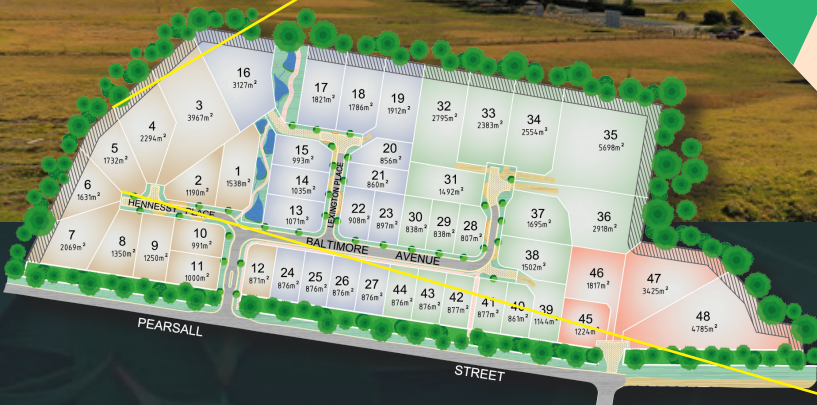 16
3127m²
3
3967m²
4
2294m²
5
1732m²
6
1631m²
7
2069m²
8
1350m²
9
1250m²
10
991m²
11
1000m²
2
1190m²
1
1538m²
HENNESSY PLACE
17
1821m²
18
1786m²
19
1912m²
15
993m²
14
1035m²
13
1071m²
LEXINGTON PLACE
20
856m²
21
860m²
22
908m²
23
897m²
30
838m²
29
838m²
28
807m²
31
1492m²
32
2795m²
33
2383m²
34
2554m²
35
5698m²
36
2918m²
37
1695m²
38
1502m²
BALTIMORE AVENUE
12
871m²
24
876m²
25
876m²
26
876m²
27
876m²
44
876m²
43
876m²
42
877m²
41
877m²
40
861m²
39
1144m²
45
1224m²
46
1817m²
47
3425m²
48
4785m²
PEARSALL STREET